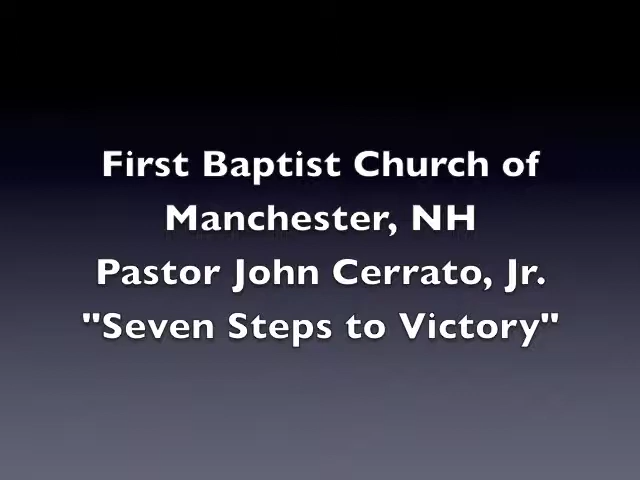 First Baptist Church of
Manchester, NH
Pastor John Cerrato, Jr.
"Seven Steps to Victory"